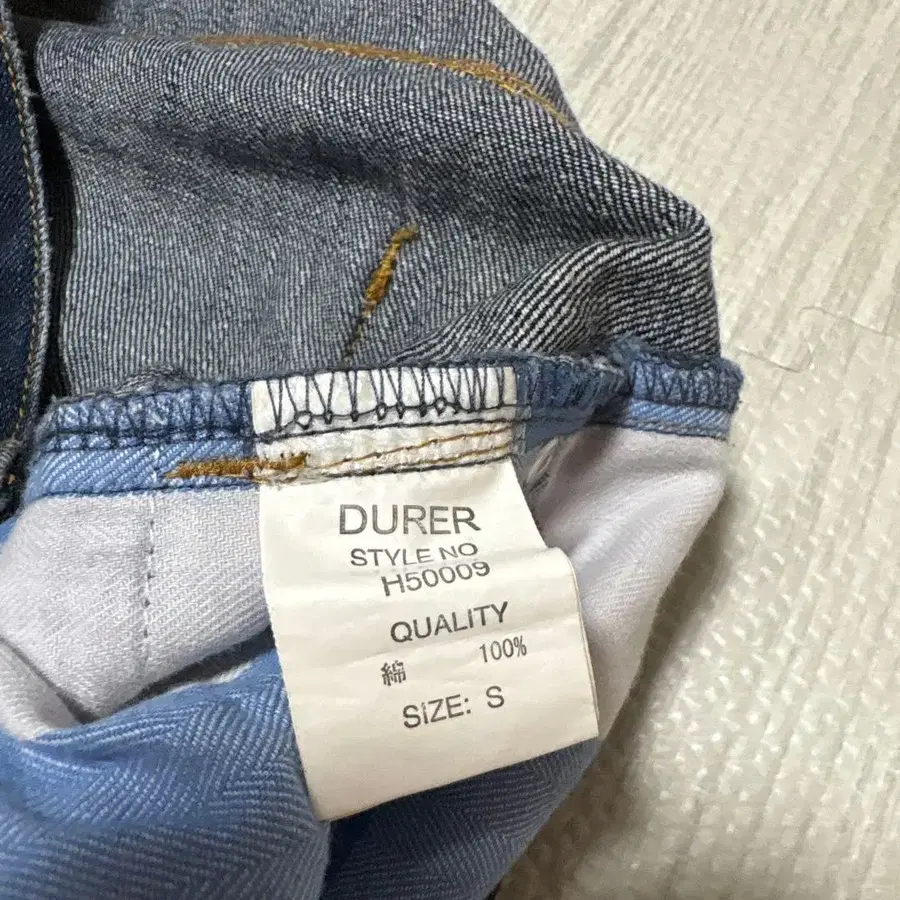 DURER
STYLE NO
H50009
QUALITY
綿 100%
SIZE: S